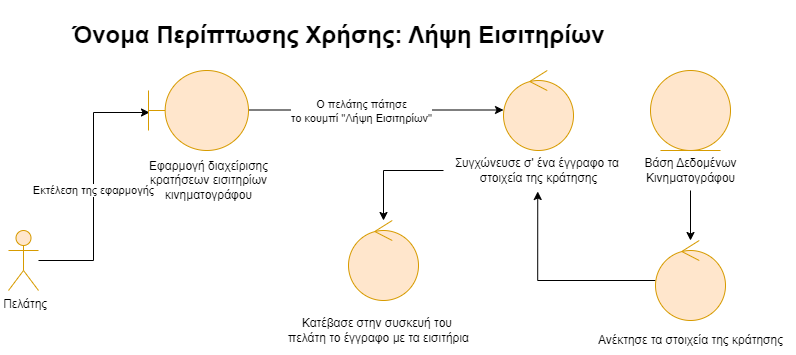 Όνομα Περίπτωσης Χρήσης: Λήψη Εισιτηρίων
Ο πελάτης πάτησε
το κουμπί "Λήψη Εισιτηρίων"
Εφαρμογή διαχείρισης
κρατήσεων εισιτηρίων
κινηματογράφου
Συγχώνευσε σ' ένα έγγραφο τα
στοιχεία της κράτησης
Βάση Δεδομένων
Κινηματογράφου
Εκτέλεση της εφαρμογής
Πελάτης
Κατέβασε στην συσκευή του
πελάτη το έγγραφο με τα εισιτήρια
Ανέκτησε τα στοιχεία της κράτησης